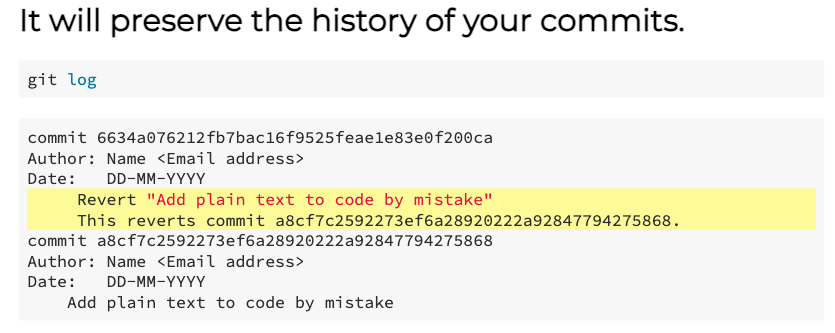 It will preserve the history of your commits.
git log
commit 6634a076212fb7bac16f9525feae1e83e0f200ca
Author: Name <Email address>
Date:   DD-MM-YYYY
     Revert "Add plain text to code by mistake"
     This reverts commit a8cf7c2592273ef6a28920222a92847794275868.
commit a8cf7c2592273ef6a28920222a92847794275868
Author: Name <Email address>
Date:   DD-MM-YYYY
    Add plain text to code by mistake